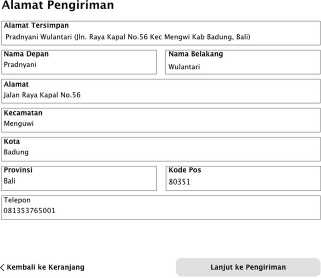 Alamat Pengiriman
Alamat Tersimpan
Pradnyani Wulantari (Jln. Raya Kapal No.56 Kec Mengwi Kab Badung, Bali)
Nama Depan
Pradnyani
Nama Belakang
Wulantari
Alamat
Jalan Raya Kapal No.56
Kecamatan
Menguwi
Kota
Badung
Provinsi
Bali
Kode Pos
80351
Telepon
081353765001
< Kembali ke Keranjang
Lanjut ke Pengiriman